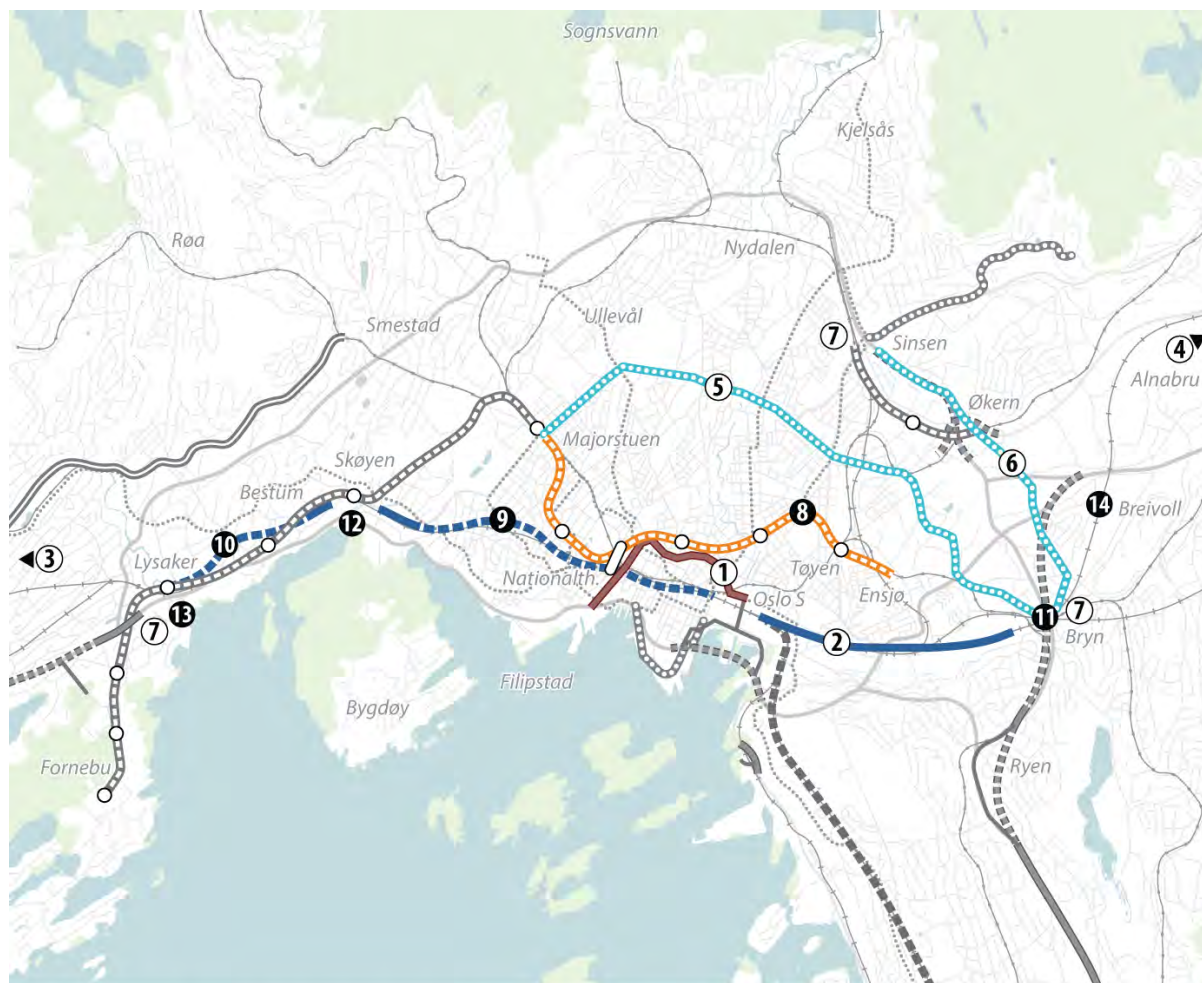 Sognsvann
Kjelsås
Røa
Nydalen
Ullevål
Smestad
7
Sinsen
4
Alnabru
5
Økern
Majorstuen
Skøyen
6
Bestum
9
8
14
Breivoll
12
10
3
Lysaker
Nationalth.
1
Tøyen
Ensjø
Oslo S
13
7
11
7
Bryn
2
Filipstad
Bygdøy
Fornebu
Ryen